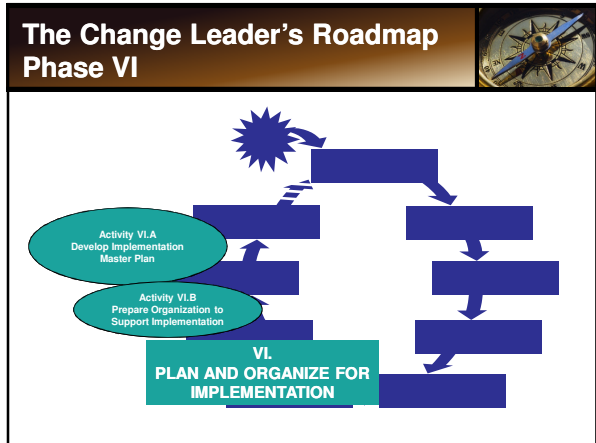 The Change Leader's Roadmap
Phase VI
Activity VI.A
Develop Implementation
Master Plan
Activity VI.B
Prepare Organization to
Support Implementation
VI.
PLAN AND ORGANIZE FOR
IMPLEMENTATION